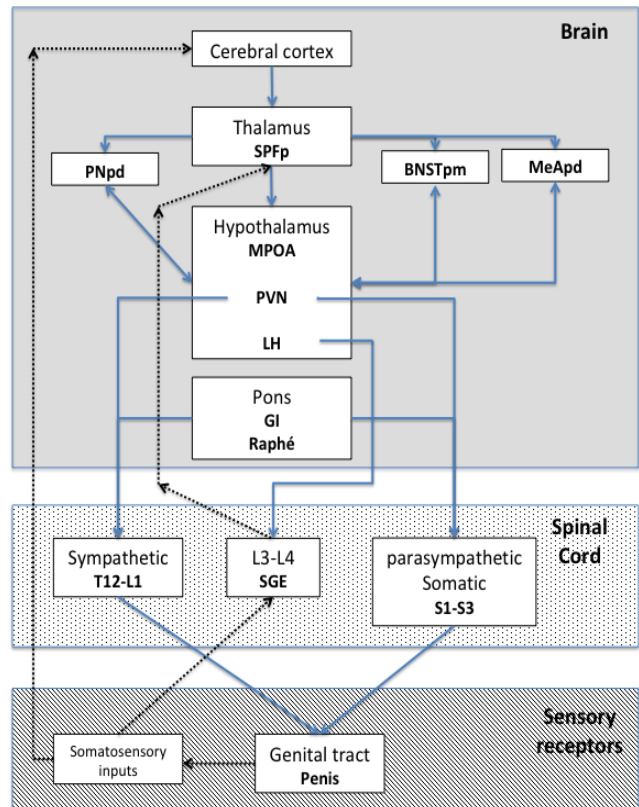 Brain
Cerebral cortex
Thalamus
SPFp
PNpd
BNSTpm
MeApd
Hypothalamus
MPOA
PVN
LH
Pons
GI
Raphé
Spinal
Cord
Sympathetic
T12-L1
L3-L4
SGE
parasympathetic
Somatic
S1-S3
Sensory
receptors
Somatosensory
inputs
Genital tract
Penis